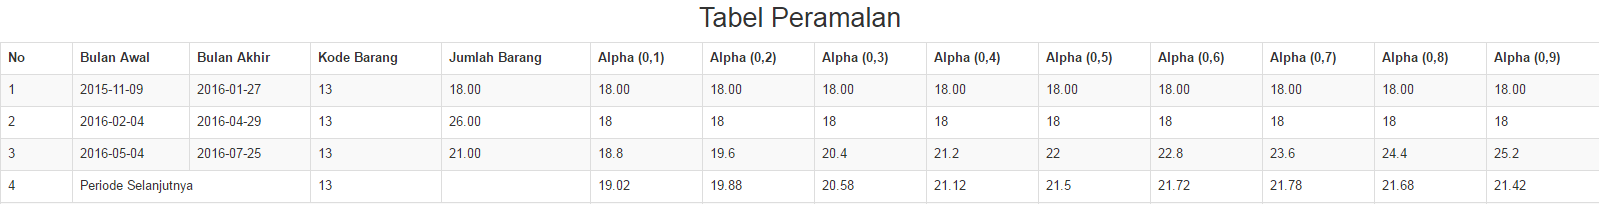 Tabel Peramalan
No Bulan Awal Bulan Akhir Kode Barang Jumlah Barang Alpha (0,1) Alpha (0,2) Alpha (0,3) Alpha (0,4) Alpha (0,5) Alpha (0,6) Alpha (0,7) Alpha (0,8) Alpha (0,9)
1 2015-11-09 2016-01-27 13 18.00 18.00 18.00 18.00 18.00 18.00 18.00 18.00 18.00 18.00
2 2016-02-04 2016-04-29 13 26.00 18 18 18 18 18 18 18 18 18
3 2016-05-04 2016-07-25 13 21.00 18.8 19.6 20.4 21.2 22 22.8 23.6 24.4 25.2
4 Periode Selanjutnya 13 19.02 19.88 20.58 21.12 21.5 21.72 21.78 21.68 21.42